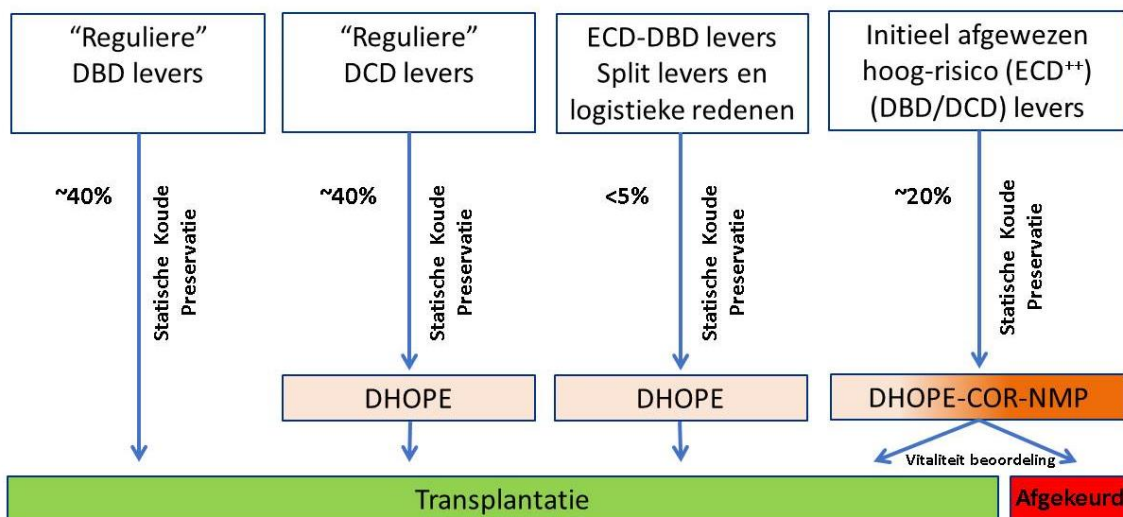 “Reguliere”
DBD levers
“Reguliere”
DCD levers
ECD-DBD levers
Split levers en
logistieke redenen
Initieel afgewezen
hoog-risico (ECD⁺⁺)
(DBD/DCD) levers
~40%
Statische Koude
Preservatie
~40%
Statische Koude
Preservatie
<5%
Statische Koude
Preservatie
~20%
Statische Koude
Preservatie
DHOPE
DHOPE
DHOPE-COR-NMP
Vitaliteit beoordeling
Transplantatie
Afgekeurd